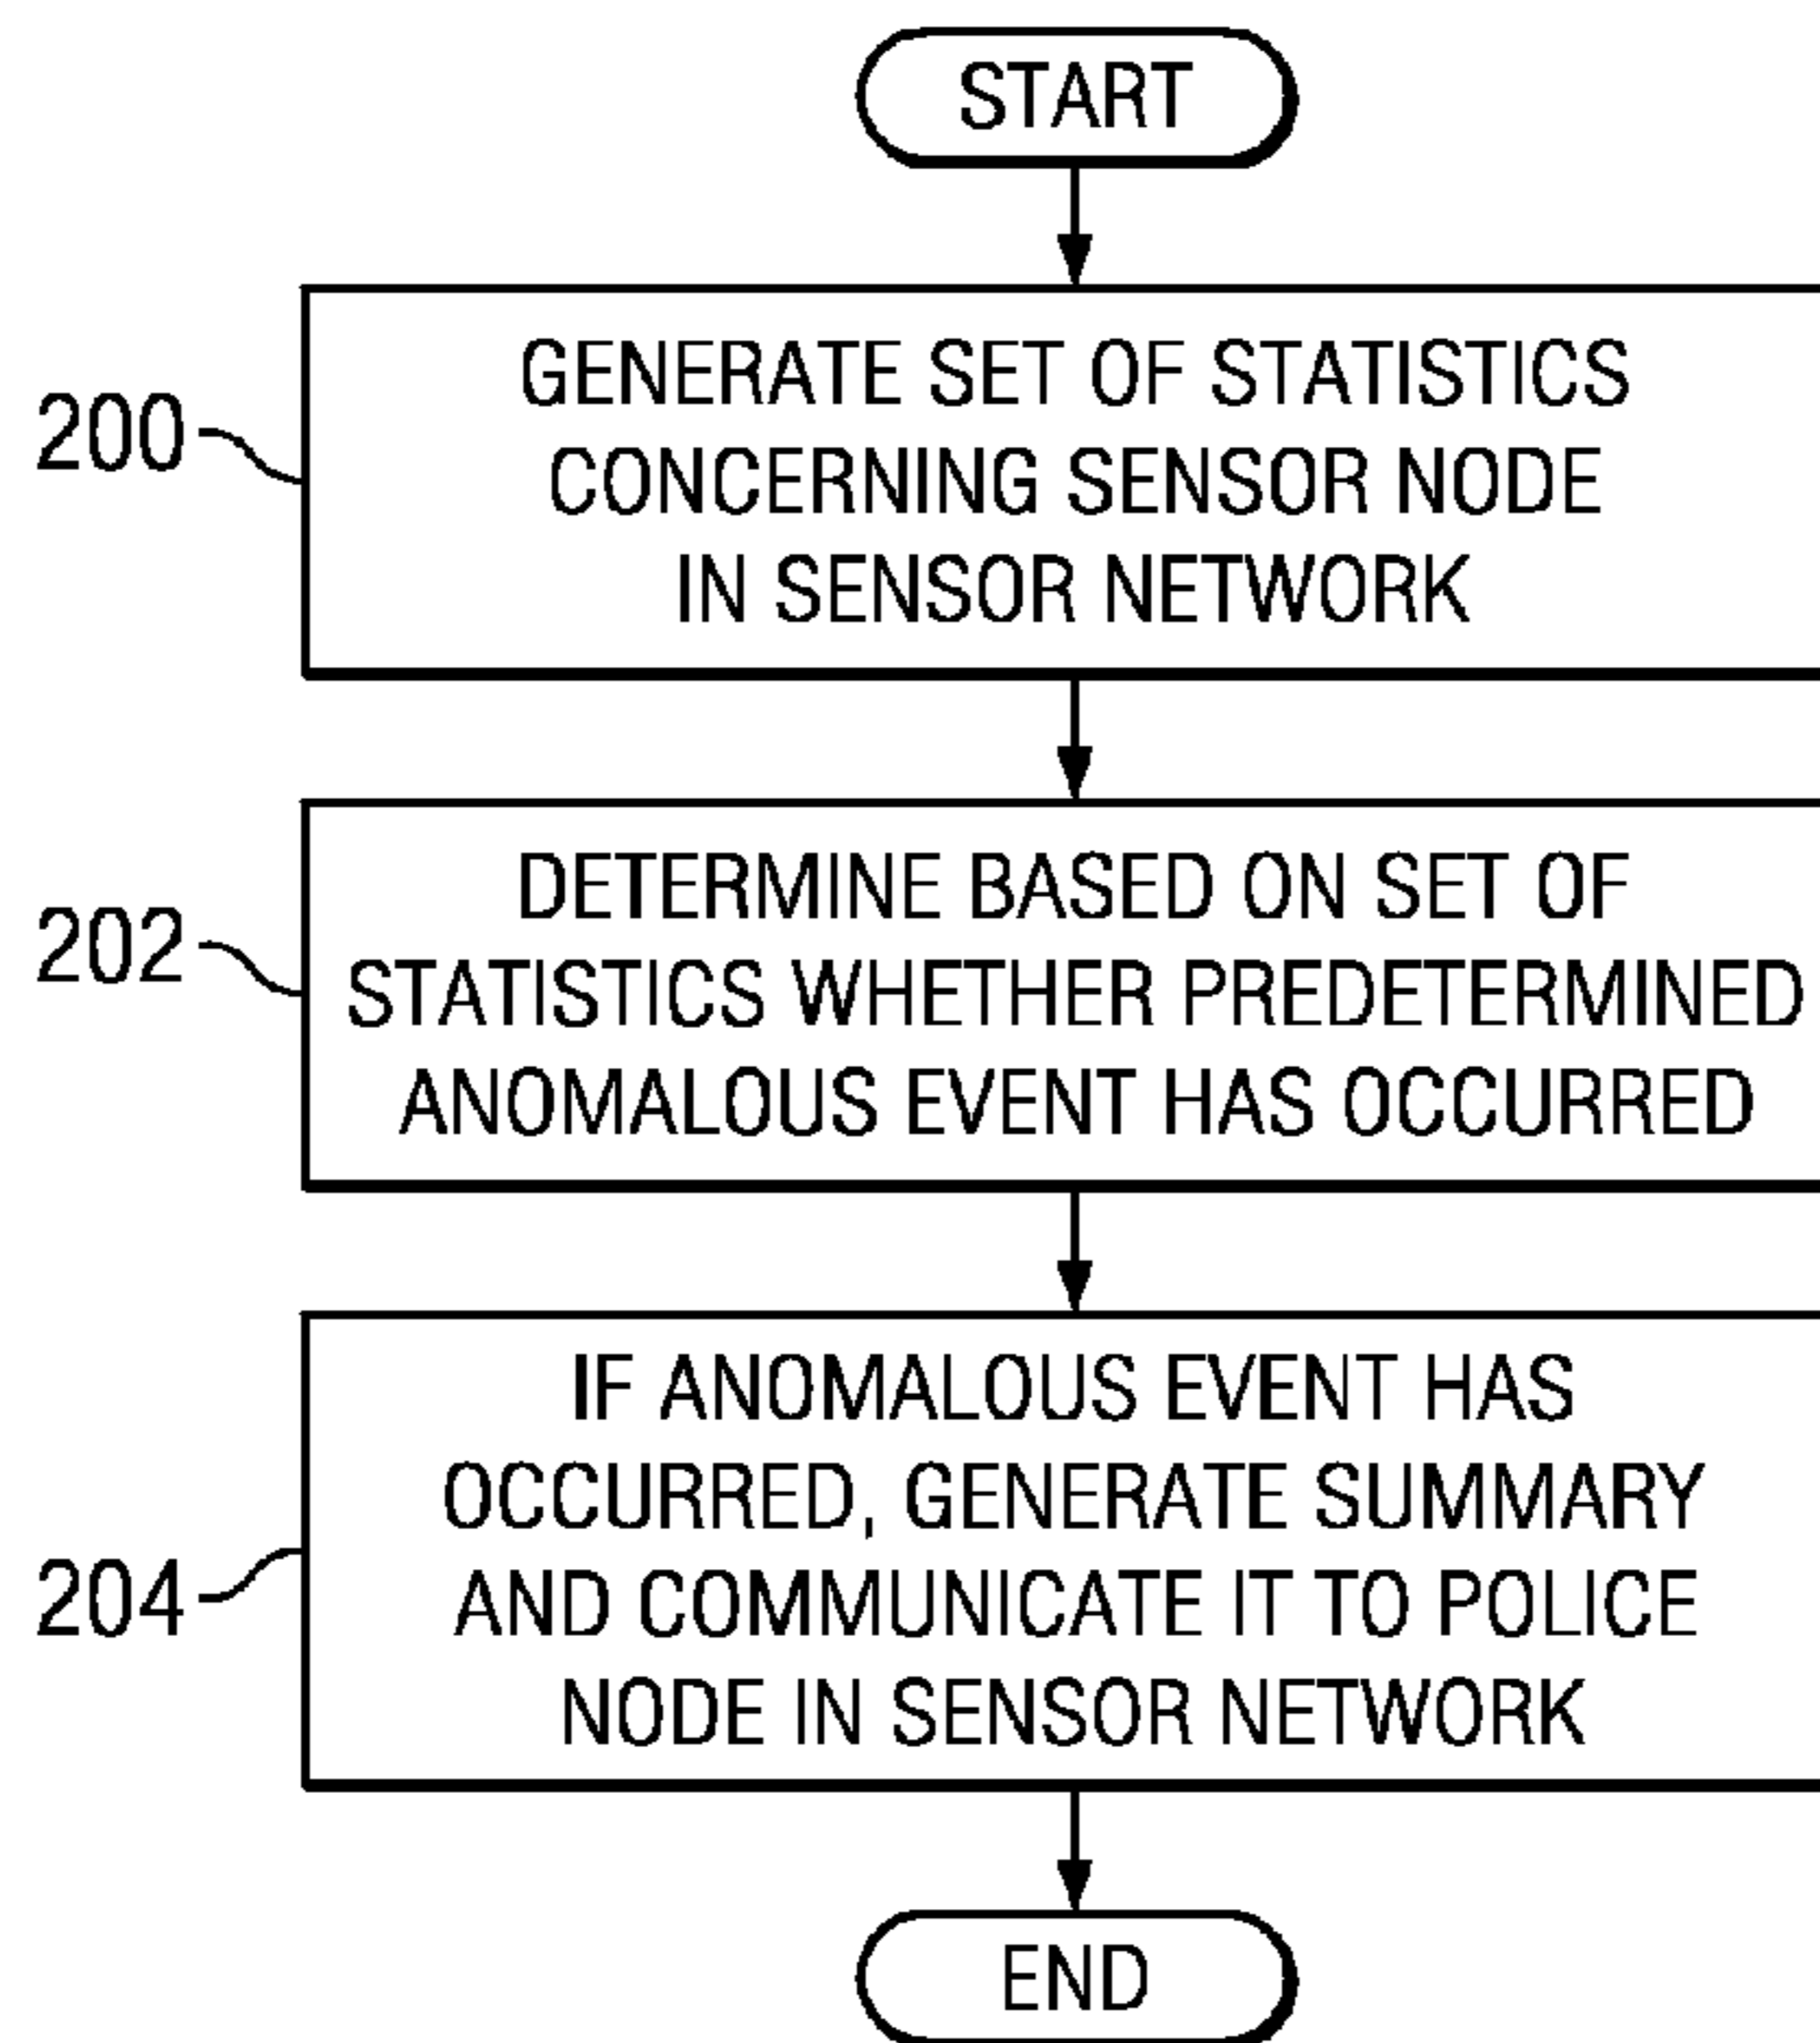 START
200
GENERATE SET OF STATISTICS
CONCERNING SENSOR NODE
IN SENSOR NETWORK
202
DETERMINE BASED ON SET OF
STATISTICS WHETHER PREDETERMINED
ANOMALOUS EVENT HAS OCCURRED
204
IF ANOMALOUS EVENT HAS
OCCURRED, GENERATE SUMMARY
AND COMMUNICATE IT TO POLICE
NODE IN SENSOR NETWORK
END